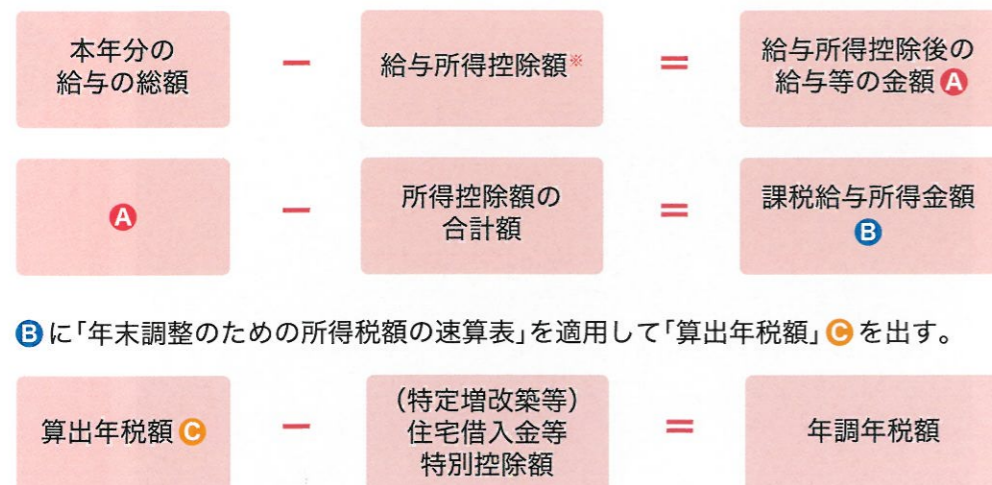 本年分の
給与の総額
−
給与所得控除額※
=
給与所得控除後の
給与等の金額A
A
−
所得控除額の
合計額
=
課税給与所得金額
B
Bに「年末調整のための所得税額の速算表」を適用して「算出年税額」Cを出す。
算出年税額C
−
(特定増改築等)
住宅借入金等
特別控除額
=
年調年税額